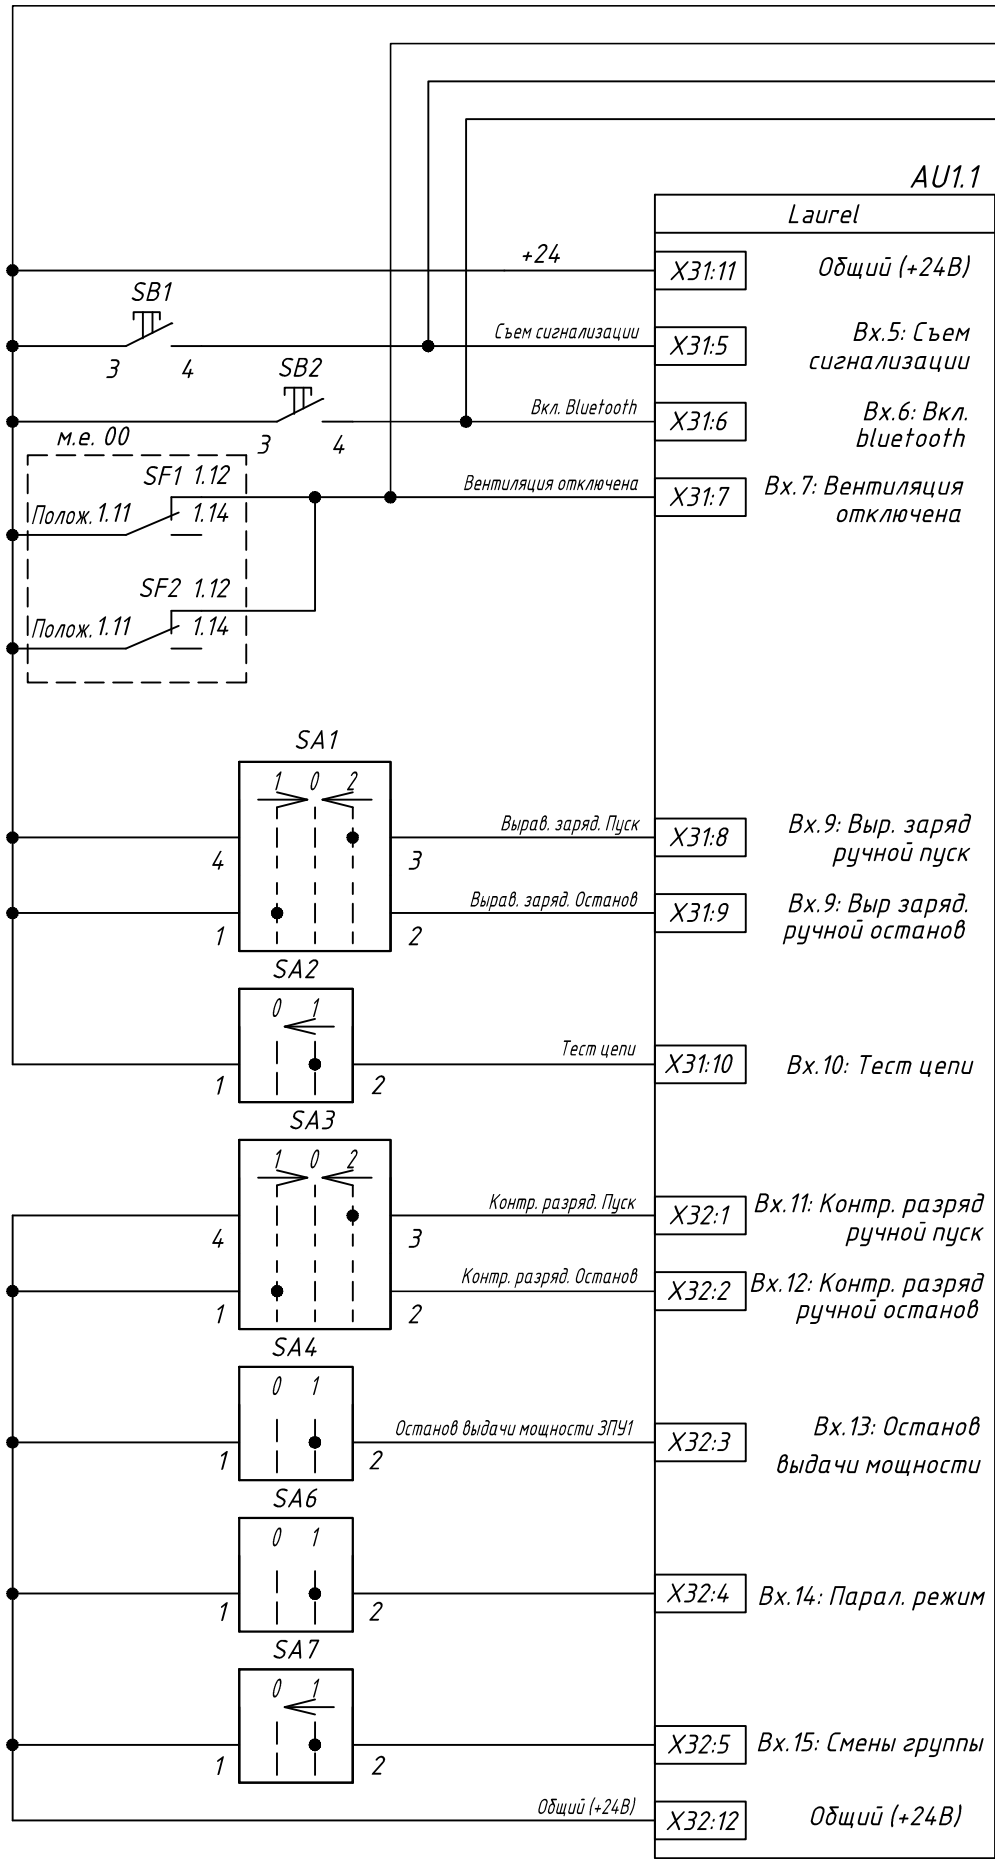 AU1.1
Laurel
+24
X31:11
Общий (+24В)
SB1
3
4
Съем сигнализации
X31:5
Вх.5: Съем
сигнализации
SB2
3
4
Вкл. Bluetooth
X31:6
Вх.6: Вкл.
bluetooth
м.е. 00
SF1 1.12
Полож. 1.11
1.14
Вентиляция отключена
X31:7
Вх.7: Вентиляция
отключена
SF2 1.12
Полож. 1.11
1.14
SA1
1 0 2
4
3
Вырав. заряд. Пуск
X31:8
Вх.9: Выр. заряд
ручной пуск
1
2
Вырав. заряд. Останов
X31:9
Вх.9: Выр заряд.
ручной останов
SA2
0 1
1
2
Тест цепи
X31:10
Вх.10: Тест цепи
SA3
1 0 2
4
3
Контр. разряд. Пуск
X32:1
Вх.11: Контр. разряд
ручной пуск
1
2
Контр. разряд. Останов
X32:2
Вх.12: Контр. разряд
ручной останов
SA4
0 1
1
2
Останов выдачи мощности ЗПУ1
X32:3
Вх.13: Останов
выдачи мощности
SA6
0 1
1
2
X32:4
Вх.14: Парал. режим
SA7
0 1
1
2
X32:5
Вх.15: Смены группы
Общий (+24В)
X32:12
Общий (+24В)